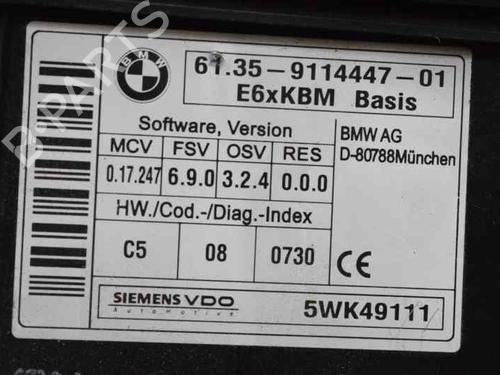 BMW
61.35-9114447-01
E6xKBM Basis
Software, Version
MCV FSV OSV RES
0.17.247 6.9.0 3.2.4 0.0.0
HW./Cod.-/Diag.-Index
C5 08 0730
BMW AG
D-80788München
CE
SIEMENS VDO
Automotive
5WK49111
B-PARTS